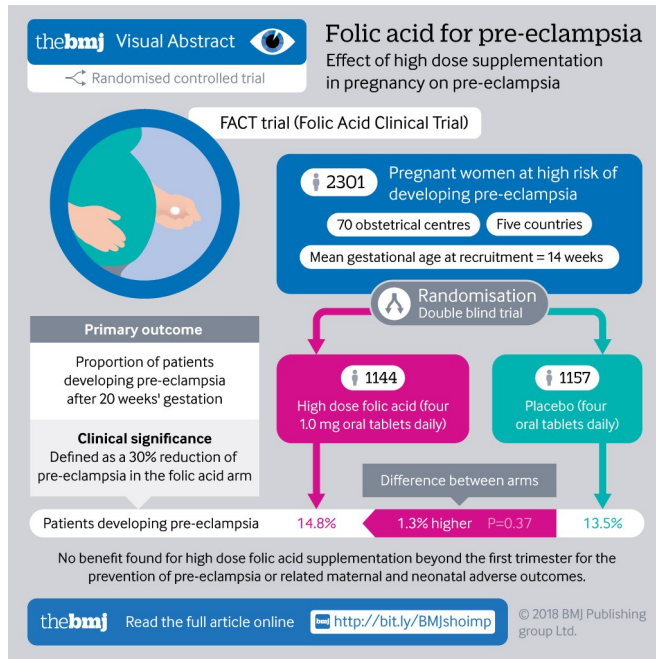 thebmj Visual Abstract
Randomised controlled trial
Folic acid for pre-eclampsia
Effect of high dose supplementation
in pregnancy on pre-eclampsia
FACT trial (Folic Acid Clinical Trial)
2301
Pregnant women at high risk of
developing pre-eclampsia
70 obstetrical centres
Five countries
Mean gestational age at recruitment = 14 weeks
Randomisation
Double blind trial
Primary outcome
Proportion of patients
developing pre-eclampsia
after 20 weeks' gestation
Clinical significance
Defined as a 30% reduction of
pre-eclampsia in the folic acid arm
1144
High dose folic acid (four
1.0 mg oral tablets daily)
1157
Placebo (four
oral tablets daily)
Difference between arms
Patients developing pre-eclampsia 14.8% 1.3% higher P=0.37 13.5%
No benefit found for high dose folic acid supplementation beyond the first trimester for the
prevention of pre-eclampsia or related maternal and neonatal adverse outcomes.
thebmj Read the full article online bmj http://bit.ly/BMJshoimp
© 2018 BMJ Publishing
group Ltd.